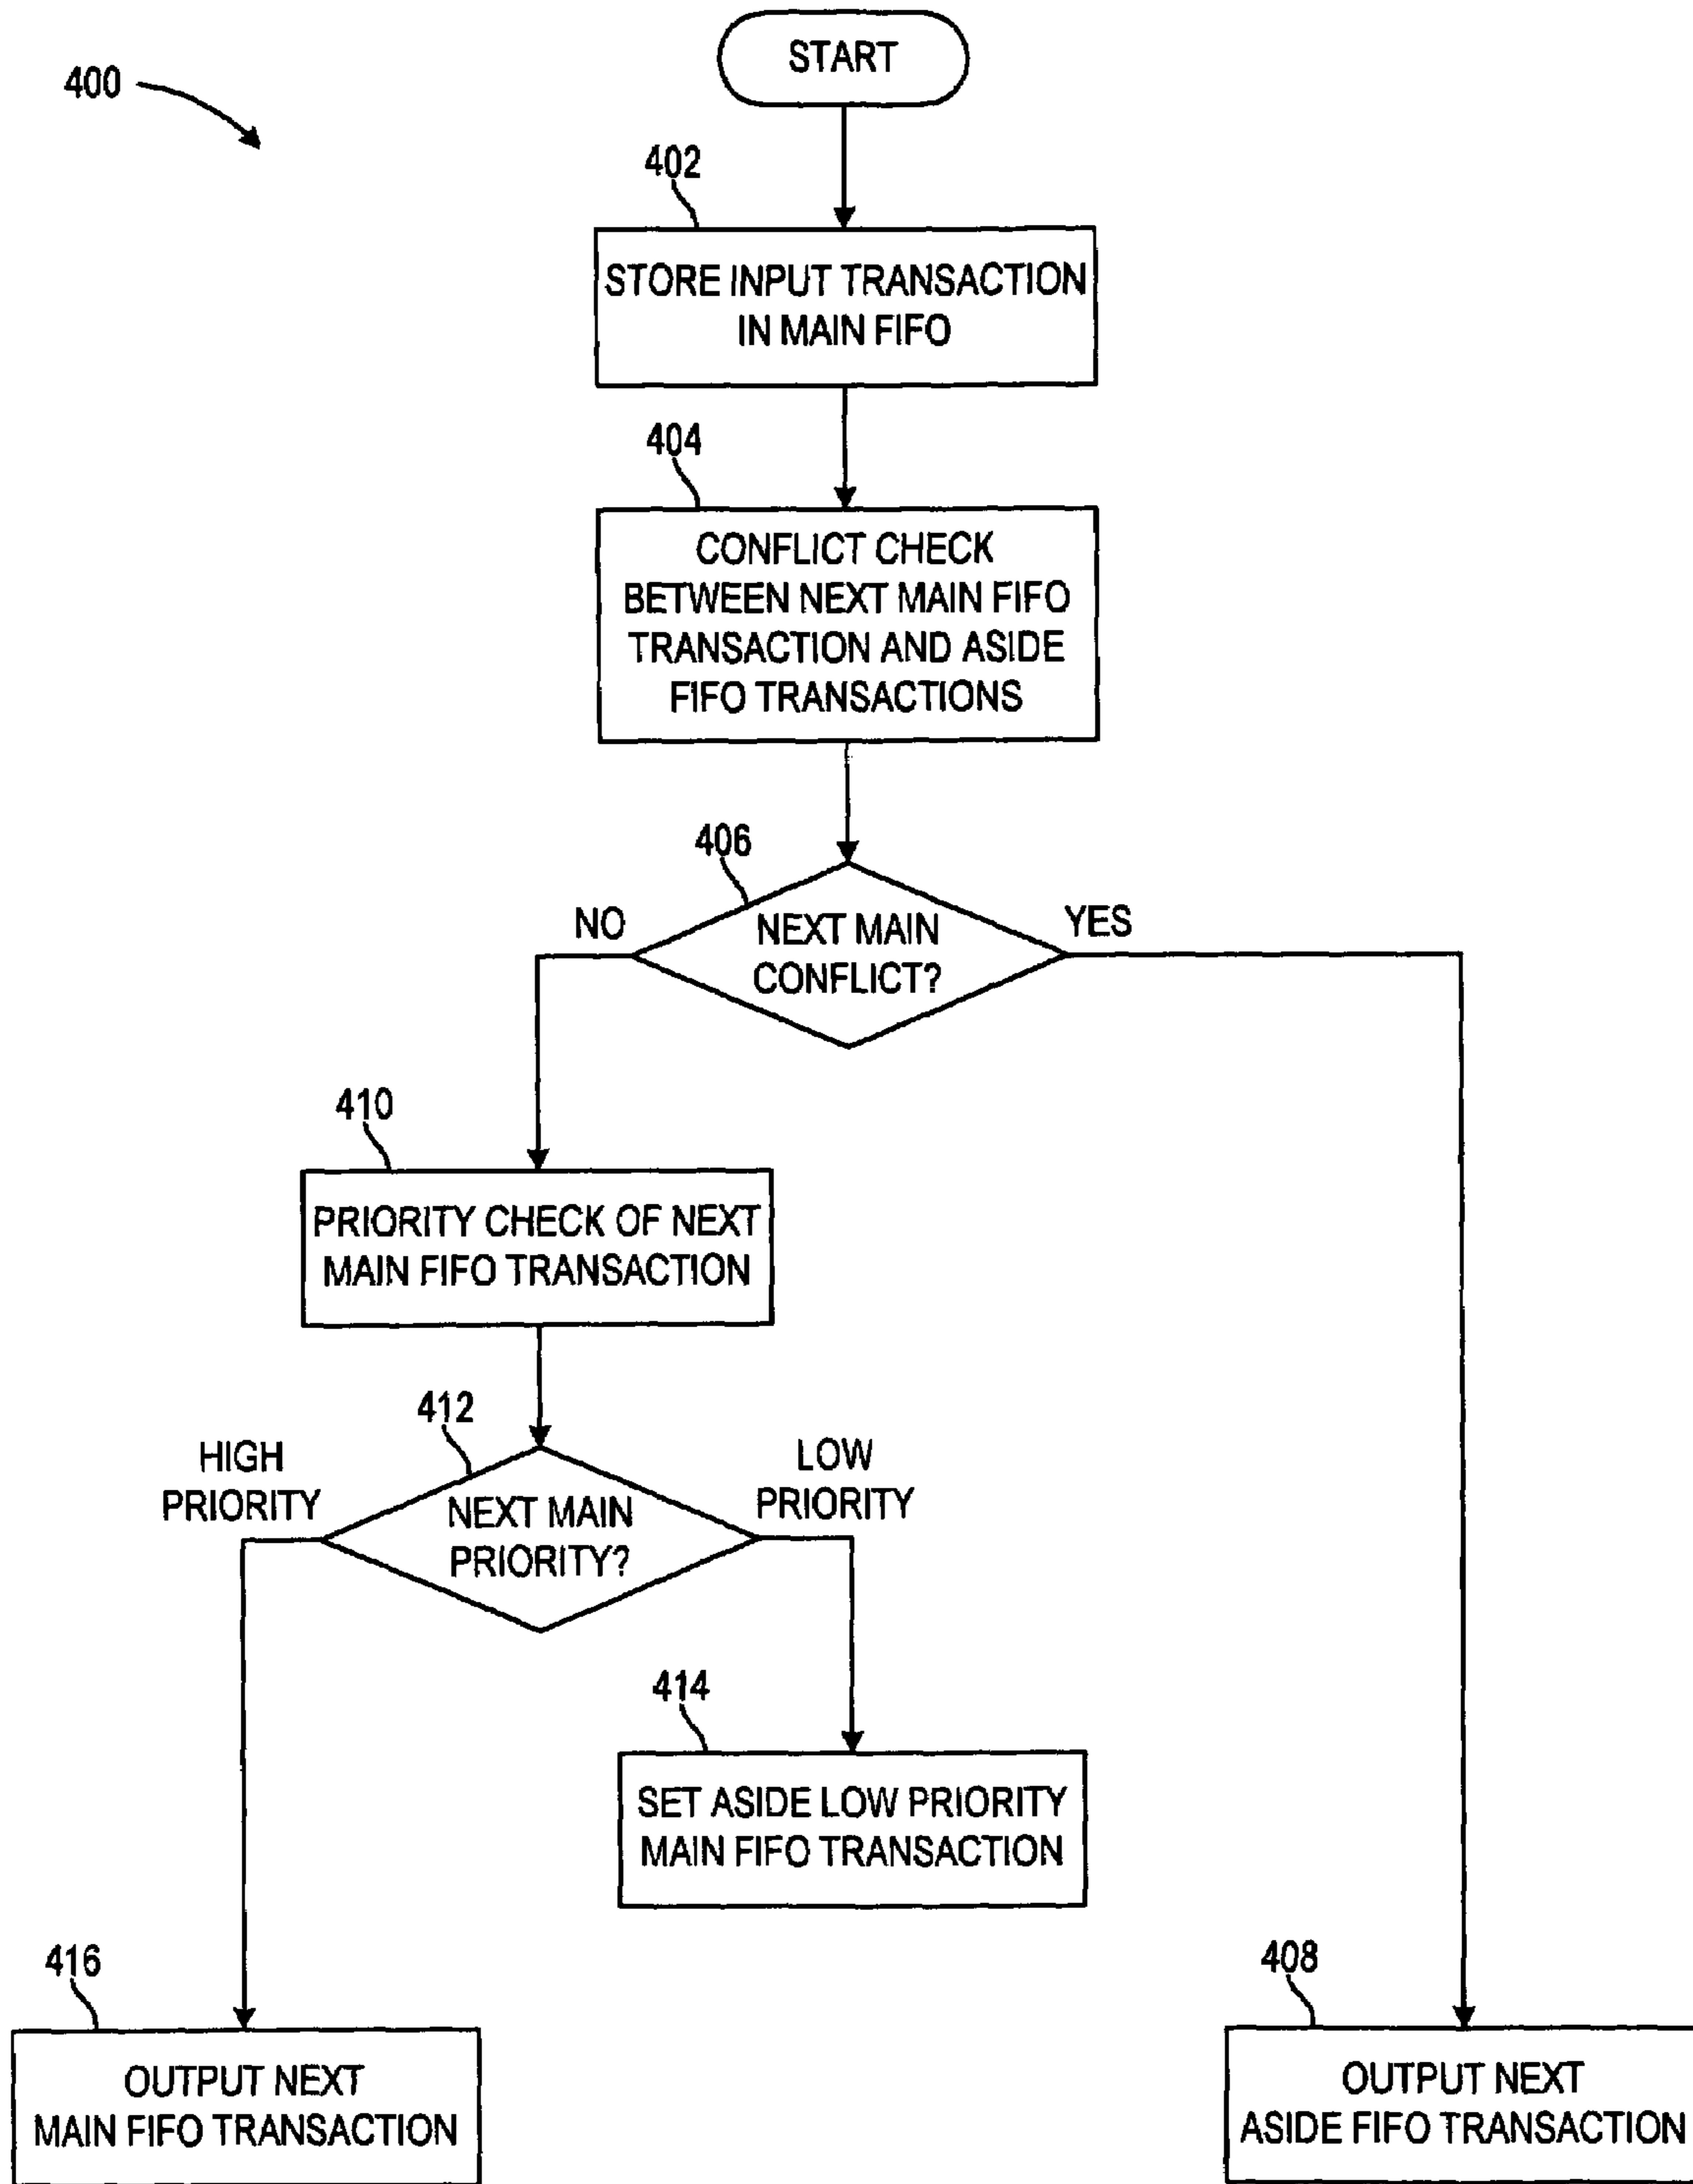 400
START
402
STORE INPUT TRANSACTION
IN MAIN FIFO
404
CONFLICT CHECK
BETWEEN NEXT MAIN FIFO
TRANSACTION AND ASIDE
FIFO TRANSACTIONS
406
NO
NEXT MAIN
CONFLICT?
YES
410
PRIORITY CHECK OF NEXT
MAIN FIFO TRANSACTION
412
HIGH
PRIORITY
NEXT MAIN
PRIORITY?
LOW
PRIORITY
414
SET ASIDE LOW PRIORITY
MAIN FIFO TRANSACTION
416
OUTPUT NEXT
MAIN FIFO TRANSACTION
408
OUTPUT NEXT
ASIDE FIFO TRANSACTION